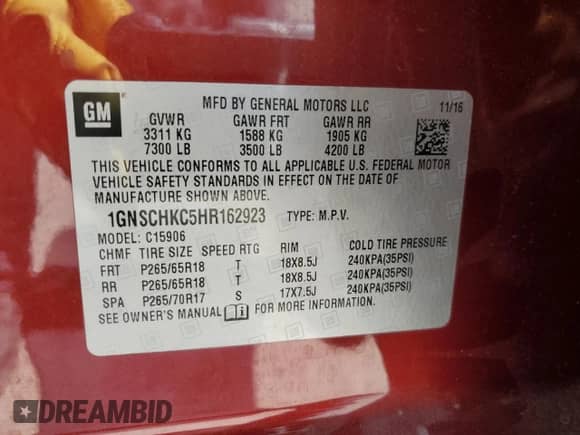 GM
MFD BY GENERAL MOTORS LLC 11/16
GVWR GAWR FRT GAWR RR
3311 KG 1588 KG 1905 KG
7300 LB 3500 LB 4200 LB
THIS VEHICLE CONFORMS TO ALL APPLICABLE U.S. FEDERAL MOTOR
VEHICLE SAFETY STANDARDS IN EFFECT ON THE DATE OF
MANUFACTURE SHOWN ABOVE.
1GNSCHKC5HR162923 TYPE: M.P.V.
MODEL: C15906
CHMF TIRE SIZE SPEED RTG RIM COLD TIRE PRESSURE
FRT P265/65R18 T 18X8.5J 240KPA(35PSI)
RR P265/65R18 T 18X8.5J 240KPA(35PSI)
SPA P265/70R17 S 17X7.5J 240KPA(35PSI)
SEE OWNER'S MANUAL i FOR MORE INFORMATION.
DREAMBID